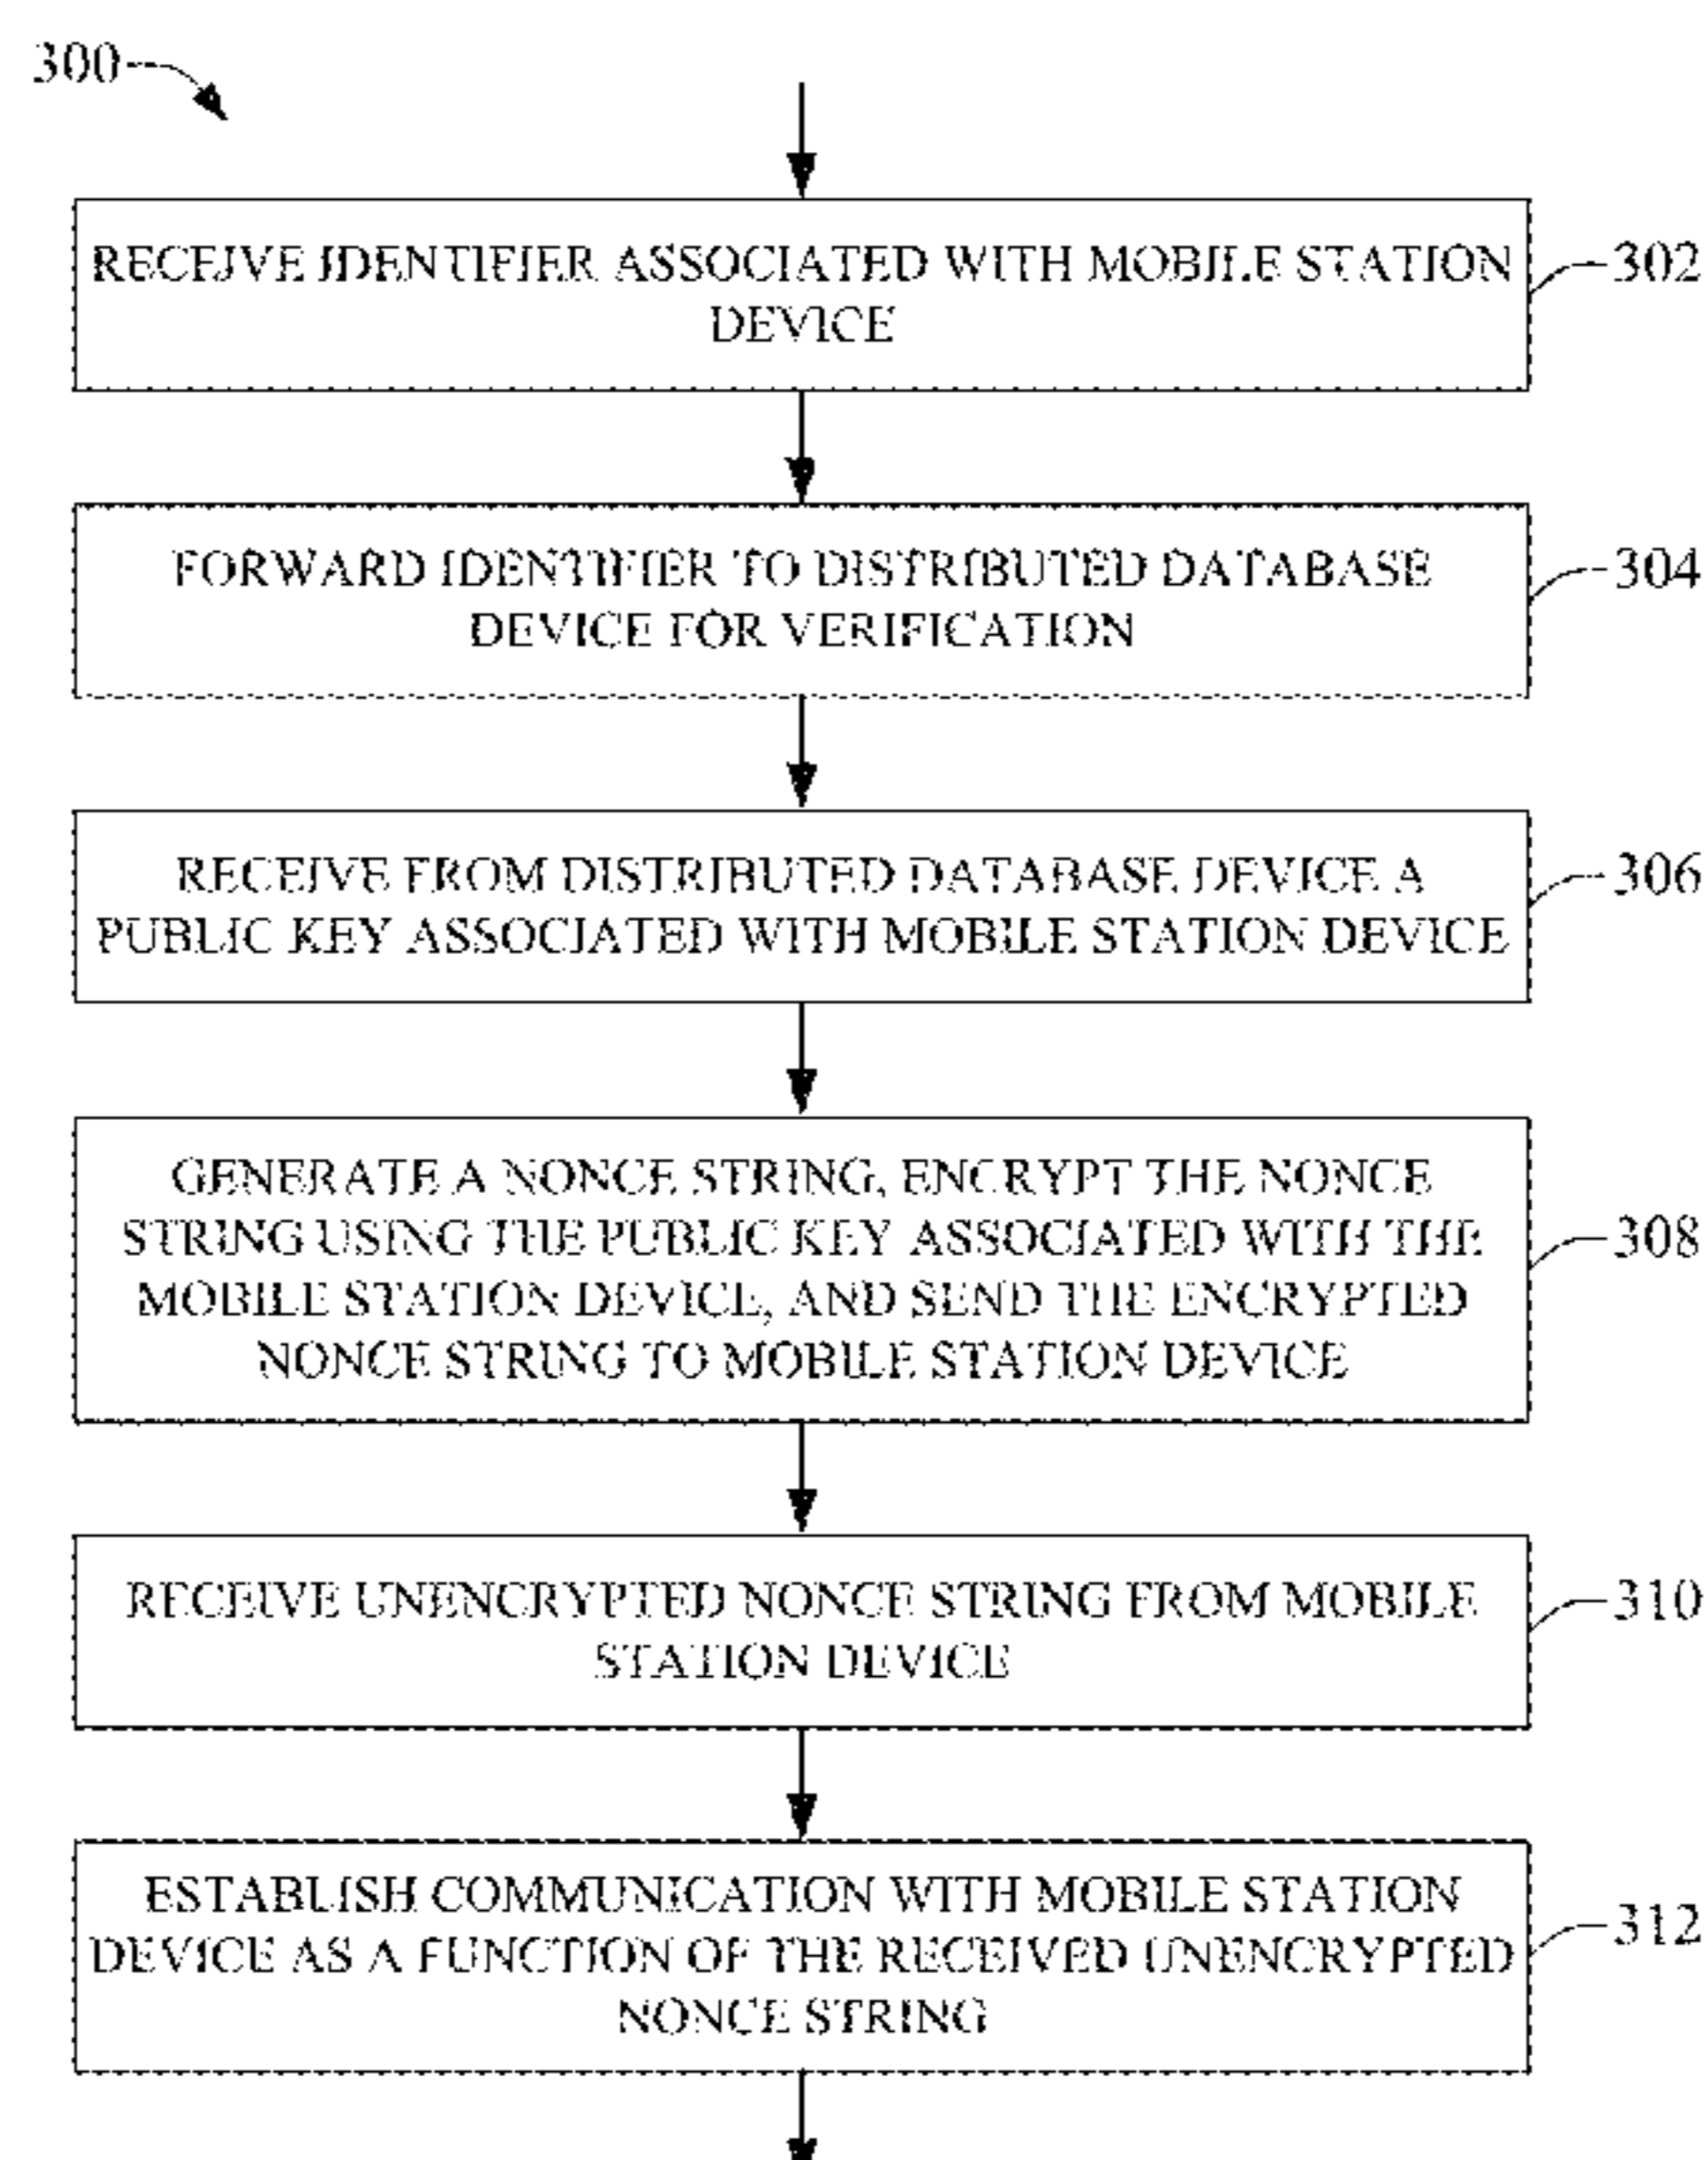 300
RECEIVE IDENTIFIER ASSOCIATED WITH MOBILE STATION
DEVICE
302
FORWARD IDENTIFIER TO DISTRIBUTED DATABASE
DEVICE FOR VERIFICATION
304
RECEIVE FROM DISTRIBUTED DATABASE DEVICE A
PUBLIC KEY ASSOCIATED WITH MOBILE STATION DEVICE
306
GENERATE A NONCE STRING, ENCRYPT THE NONCE
STRING USING THE PUBLIC KEY ASSOCIATED WITH THE
MOBILE STATION DEVICE, AND SEND THE ENCRYPTED
NONCE STRING TO MOBILE STATION DEVICE
308
RECEIVE UNENCRYPTED NONCE STRING FROM MOBILE
STATION DEVICE
310
ESTABLISH COMMUNICATION WITH MOBILE STATION
DEVICE AS A FUNCTION OF THE RECEIVED UNENCRYPTED
NONCE STRING
312